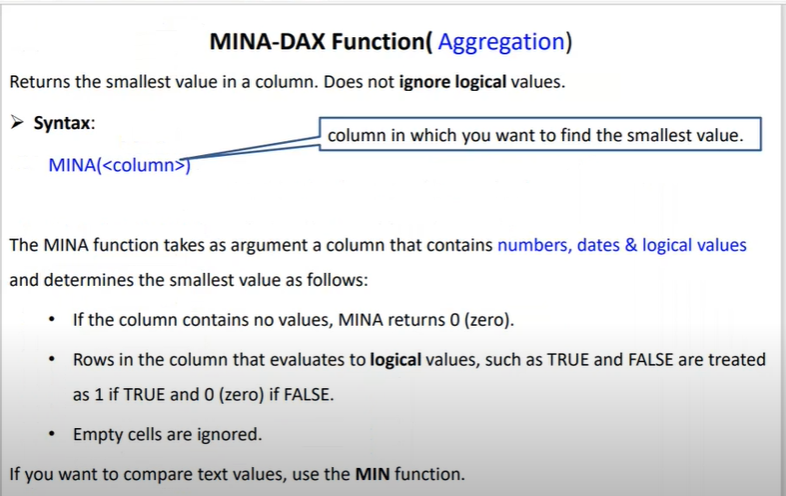 MINA-DAX Function( Aggregation)
Returns the smallest value in a column. Does not ignore logical values.
➢ Syntax:
column in which you want to find the smallest value.
MINA(<column>)
The MINA function takes as argument a column that contains numbers, dates & logical values
and determines the smallest value as follows:
• If the column contains no values, MINA returns 0 (zero).
• Rows in the column that evaluates to logical values, such as TRUE and FALSE are treated
as 1 if TRUE and 0 (zero) if FALSE.
• Empty cells are ignored.
If you want to compare text values, use the MIN function.